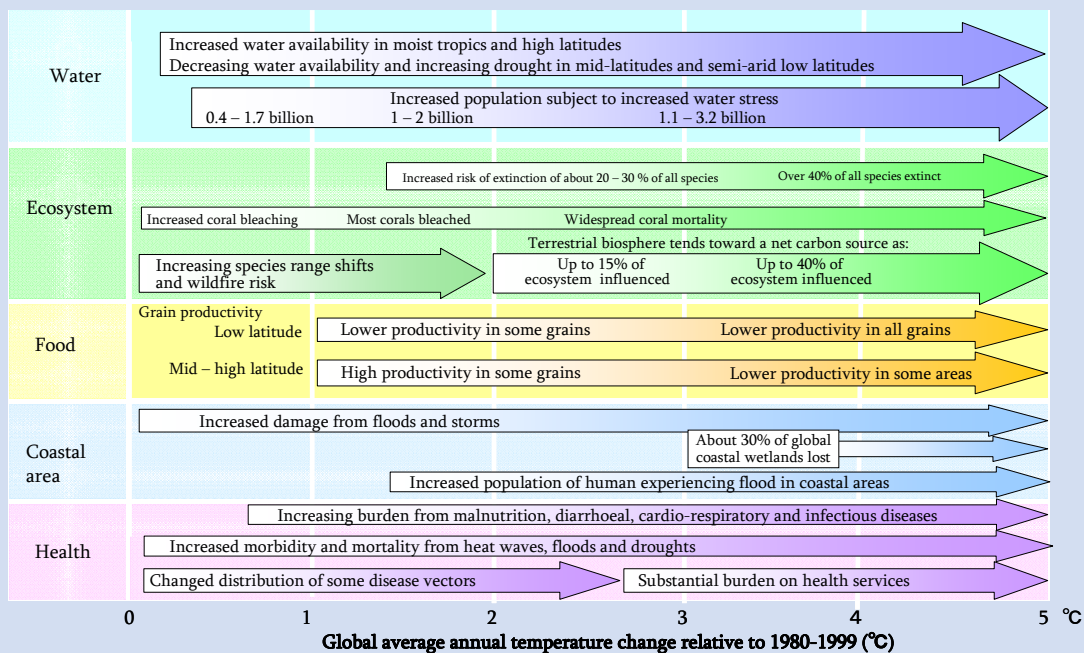 Water
Increased water availability in moist tropics and high latitudes
Decreasing water availability and increasing drought in mid-latitudes and semi-arid low latitudes
Increased population subject to increased water stress
0.4 – 1.7 billion 1 – 2 billion 1.1 – 3.2 billion
Ecosystem
Increased risk of extinction of about 20 – 30 % of all species Over 40% of all species extinct
Increased coral bleaching Most corals bleached Widespread coral mortality
Terrestrial biosphere tends toward a net carbon source as:
Increasing species range shifts
and wildfire risk
Up to 15% of
ecosystem influenced
Up to 40% of
ecosystem influenced
Food
Grain productivity
Low latitude Lower productivity in some grains Lower productivity in all grains
Mid – high latitude High productivity in some grains Lower productivity in some areas
Coastal
area
Increased damage from floods and storms
About 30% of global
coastal wetlands lost
Increased population of human experiencing flood in coastal areas
Health
Increasing burden from malnutrition, diarrhoeal, cardio-respiratory and infectious diseases
Increased morbidity and mortality from heat waves, floods and droughts
Changed distribution of some disease vectors Substantial burden on health services
0 1 2 3 4 5 °C
Global average annual temperature change relative to 1980-1999 (°C)